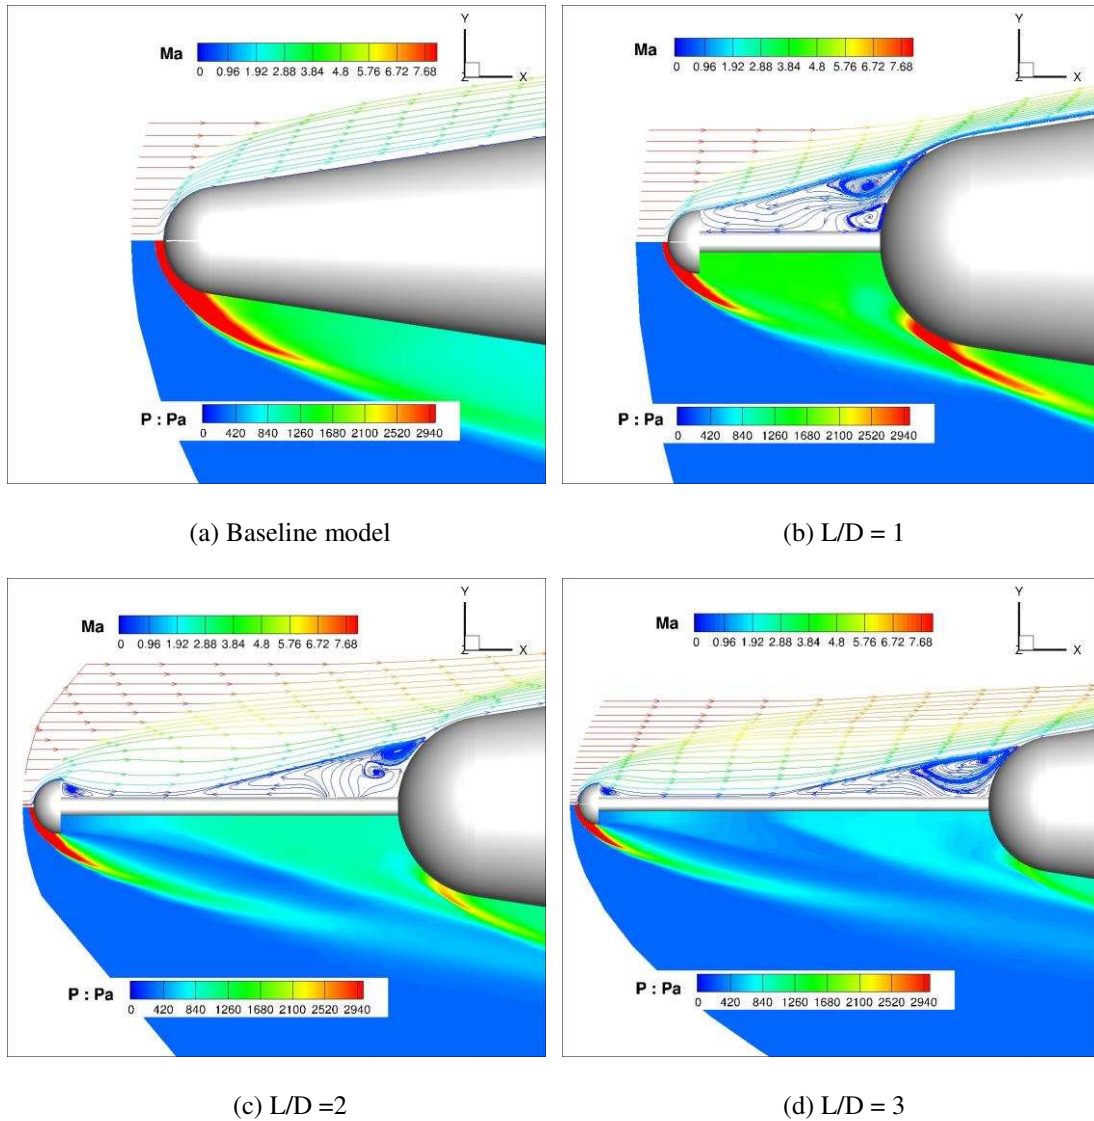 Y
Ma
0 0.96 1.92 2.88 3.84 4.8 5.76 6.72 7.68
Z X
P : Pa
0 420 840 1260 1680 2100 2520 2940
(a) Baseline model
Y
Ma
0 0.96 1.92 2.88 3.84 4.8 5.76 6.72 7.68
Z X
P : Pa
0 420 840 1260 1680 2100 2520 2940
(b) L/D = 1
Y
Ma
0 0.96 1.92 2.88 3.84 4.8 5.76 6.72 7.68
Z X
P : Pa
0 420 840 1260 1680 2100 2520 2940
(c) L/D =2
Y
Ma
0 0.96 1.92 2.88 3.84 4.8 5.76 6.72 7.68
Z X
P : Pa
0 420 840 1260 1680 2100 2520 2940
(d) L/D = 3